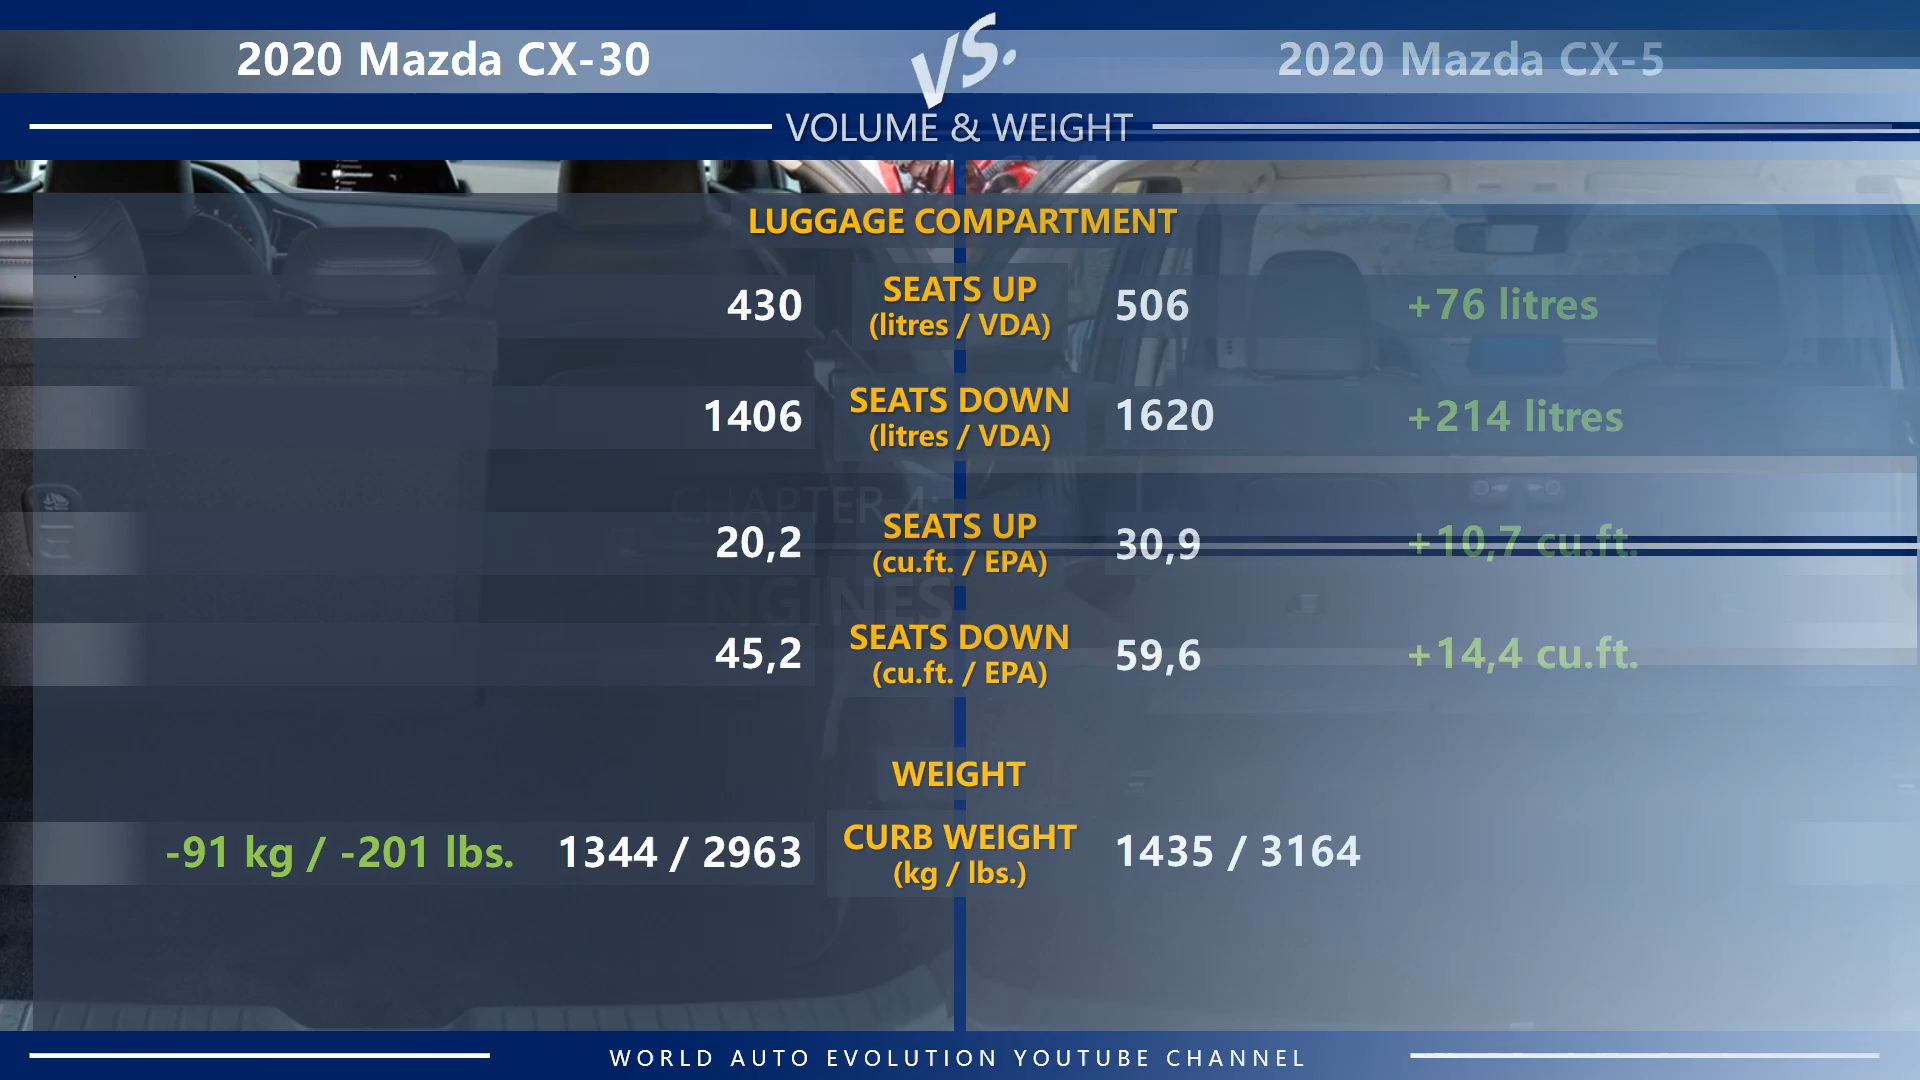 2020 Mazda CX-30
VS.
2020 Mazda CX-5
VOLUME & WEIGHT
LUGGAGE COMPARTMENT
430
SEATS UP
(litres / VDA)
506
+76 litres
1406
SEATS DOWN
(litres / VDA)
1620
+214 litres
CHAPTER 4:
20,2
SEATS UP
(cu.ft. / EPA)
30,9
+10,7 cu.ft.
ENGINES
45,2
SEATS DOWN
(cu.ft. / EPA)
59,6
+14,4 cu.ft.
WEIGHT
-91 kg / -201 lbs.
1344 / 2963
CURB WEIGHT
(kg / lbs.)
1435 / 3164
WORLD AUTO EVOLUTION YOUTUBE CHANNEL